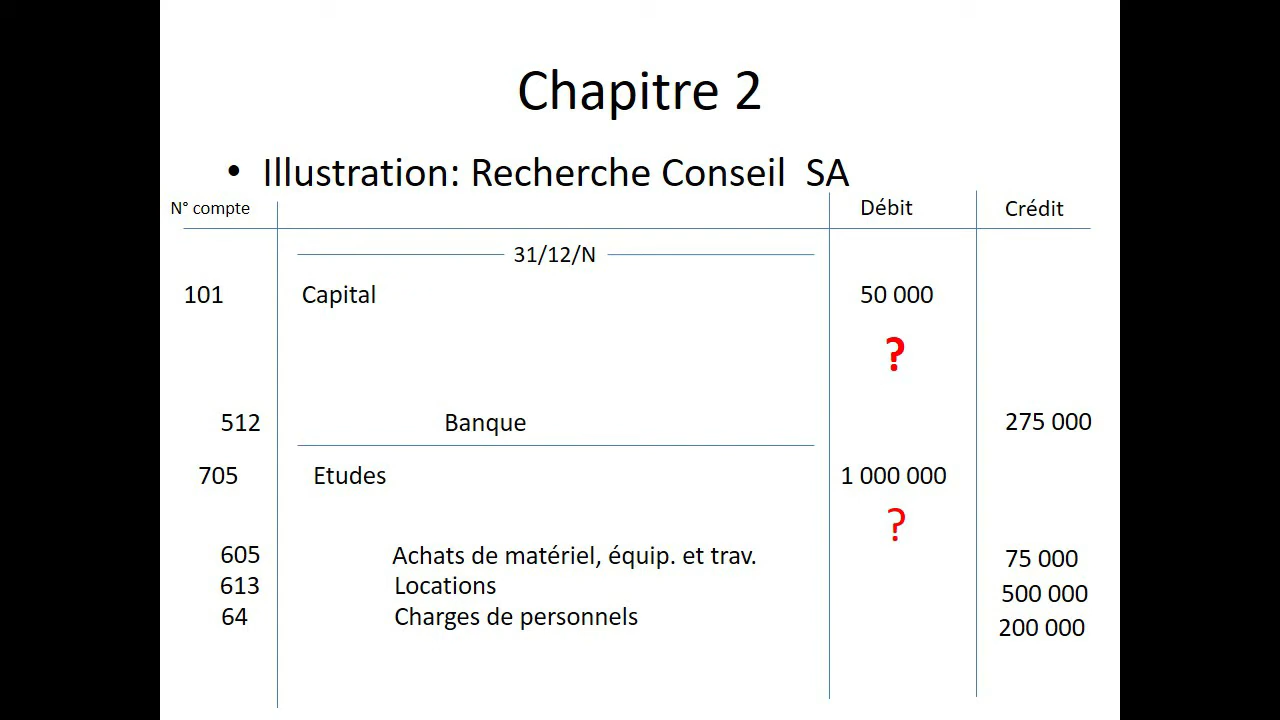 Chapitre 2
• Illustration: Recherche Conseil SA
N° compte Débit Crédit
31/12/N
101 Capital 50 000
?
512 Banque 275 000
705 Etudes 1 000 000
?
605 Achats de matériel, équip. et trav. 75 000
613 Locations 500 000
64 Charges de personnels 200 000